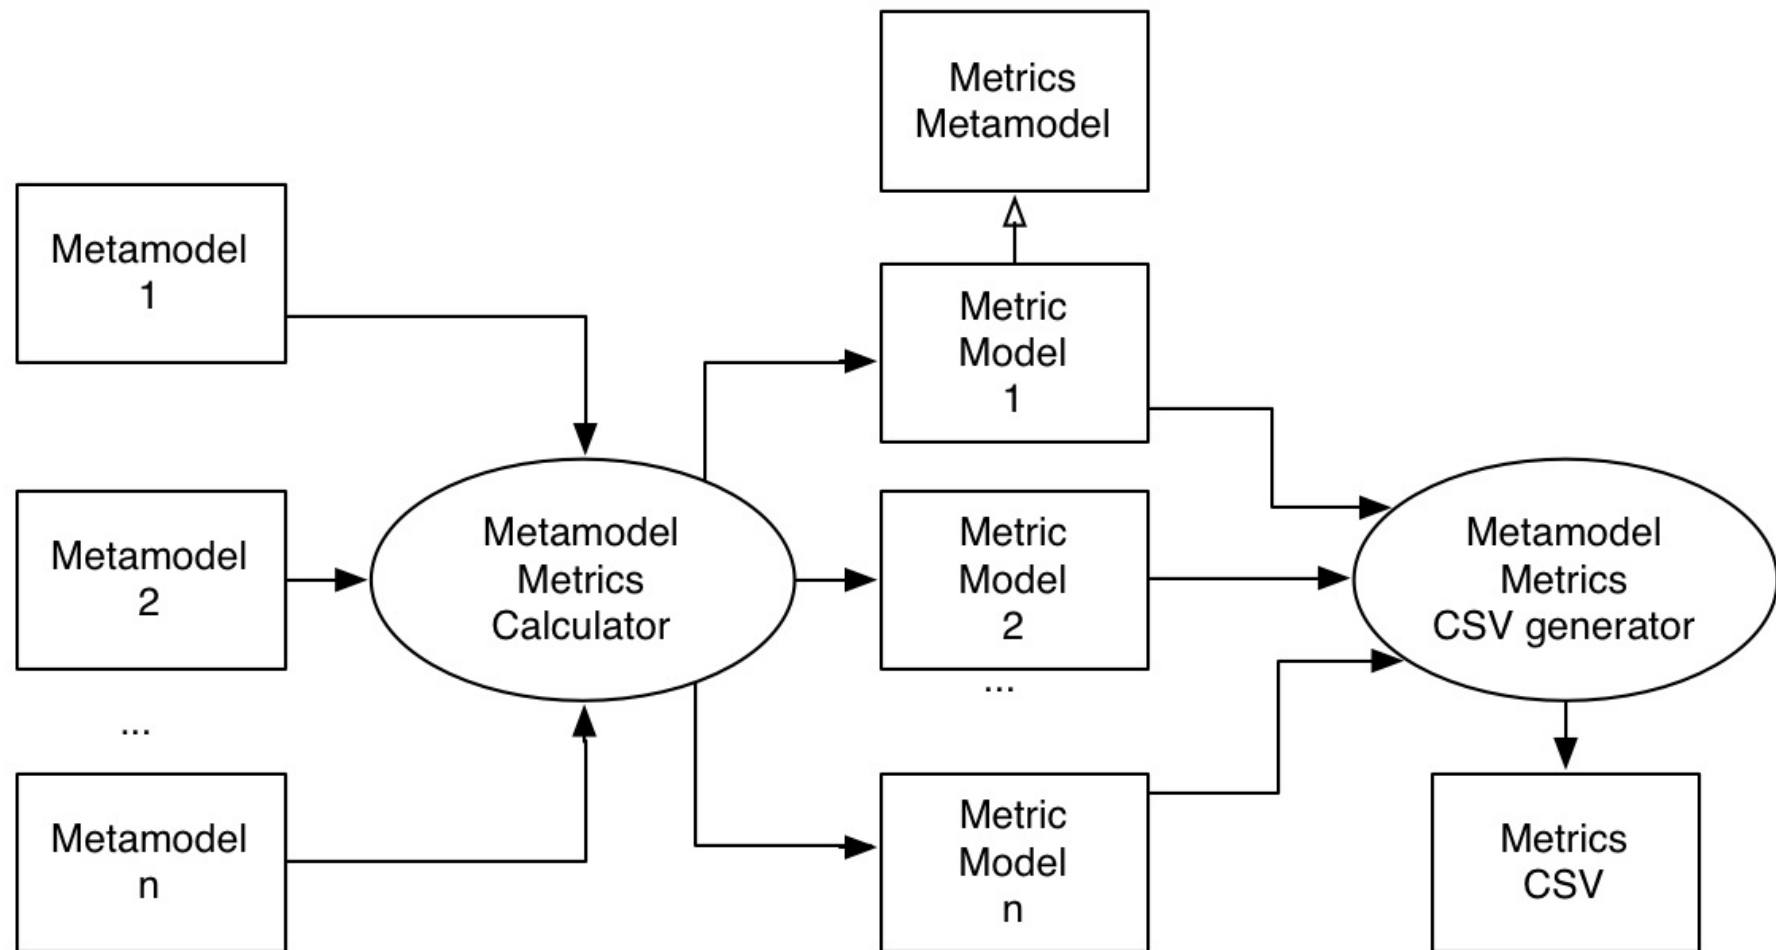 Metrics
Metamodel
Metamodel
1
Metric
Model
1
Metamodel
2
Metamodel
Metrics
Calculator
Metric
Model
2
Metamodel
Metrics
CSV generator
...
...
Metamodel
n
Metric
Model
n
Metrics
CSV